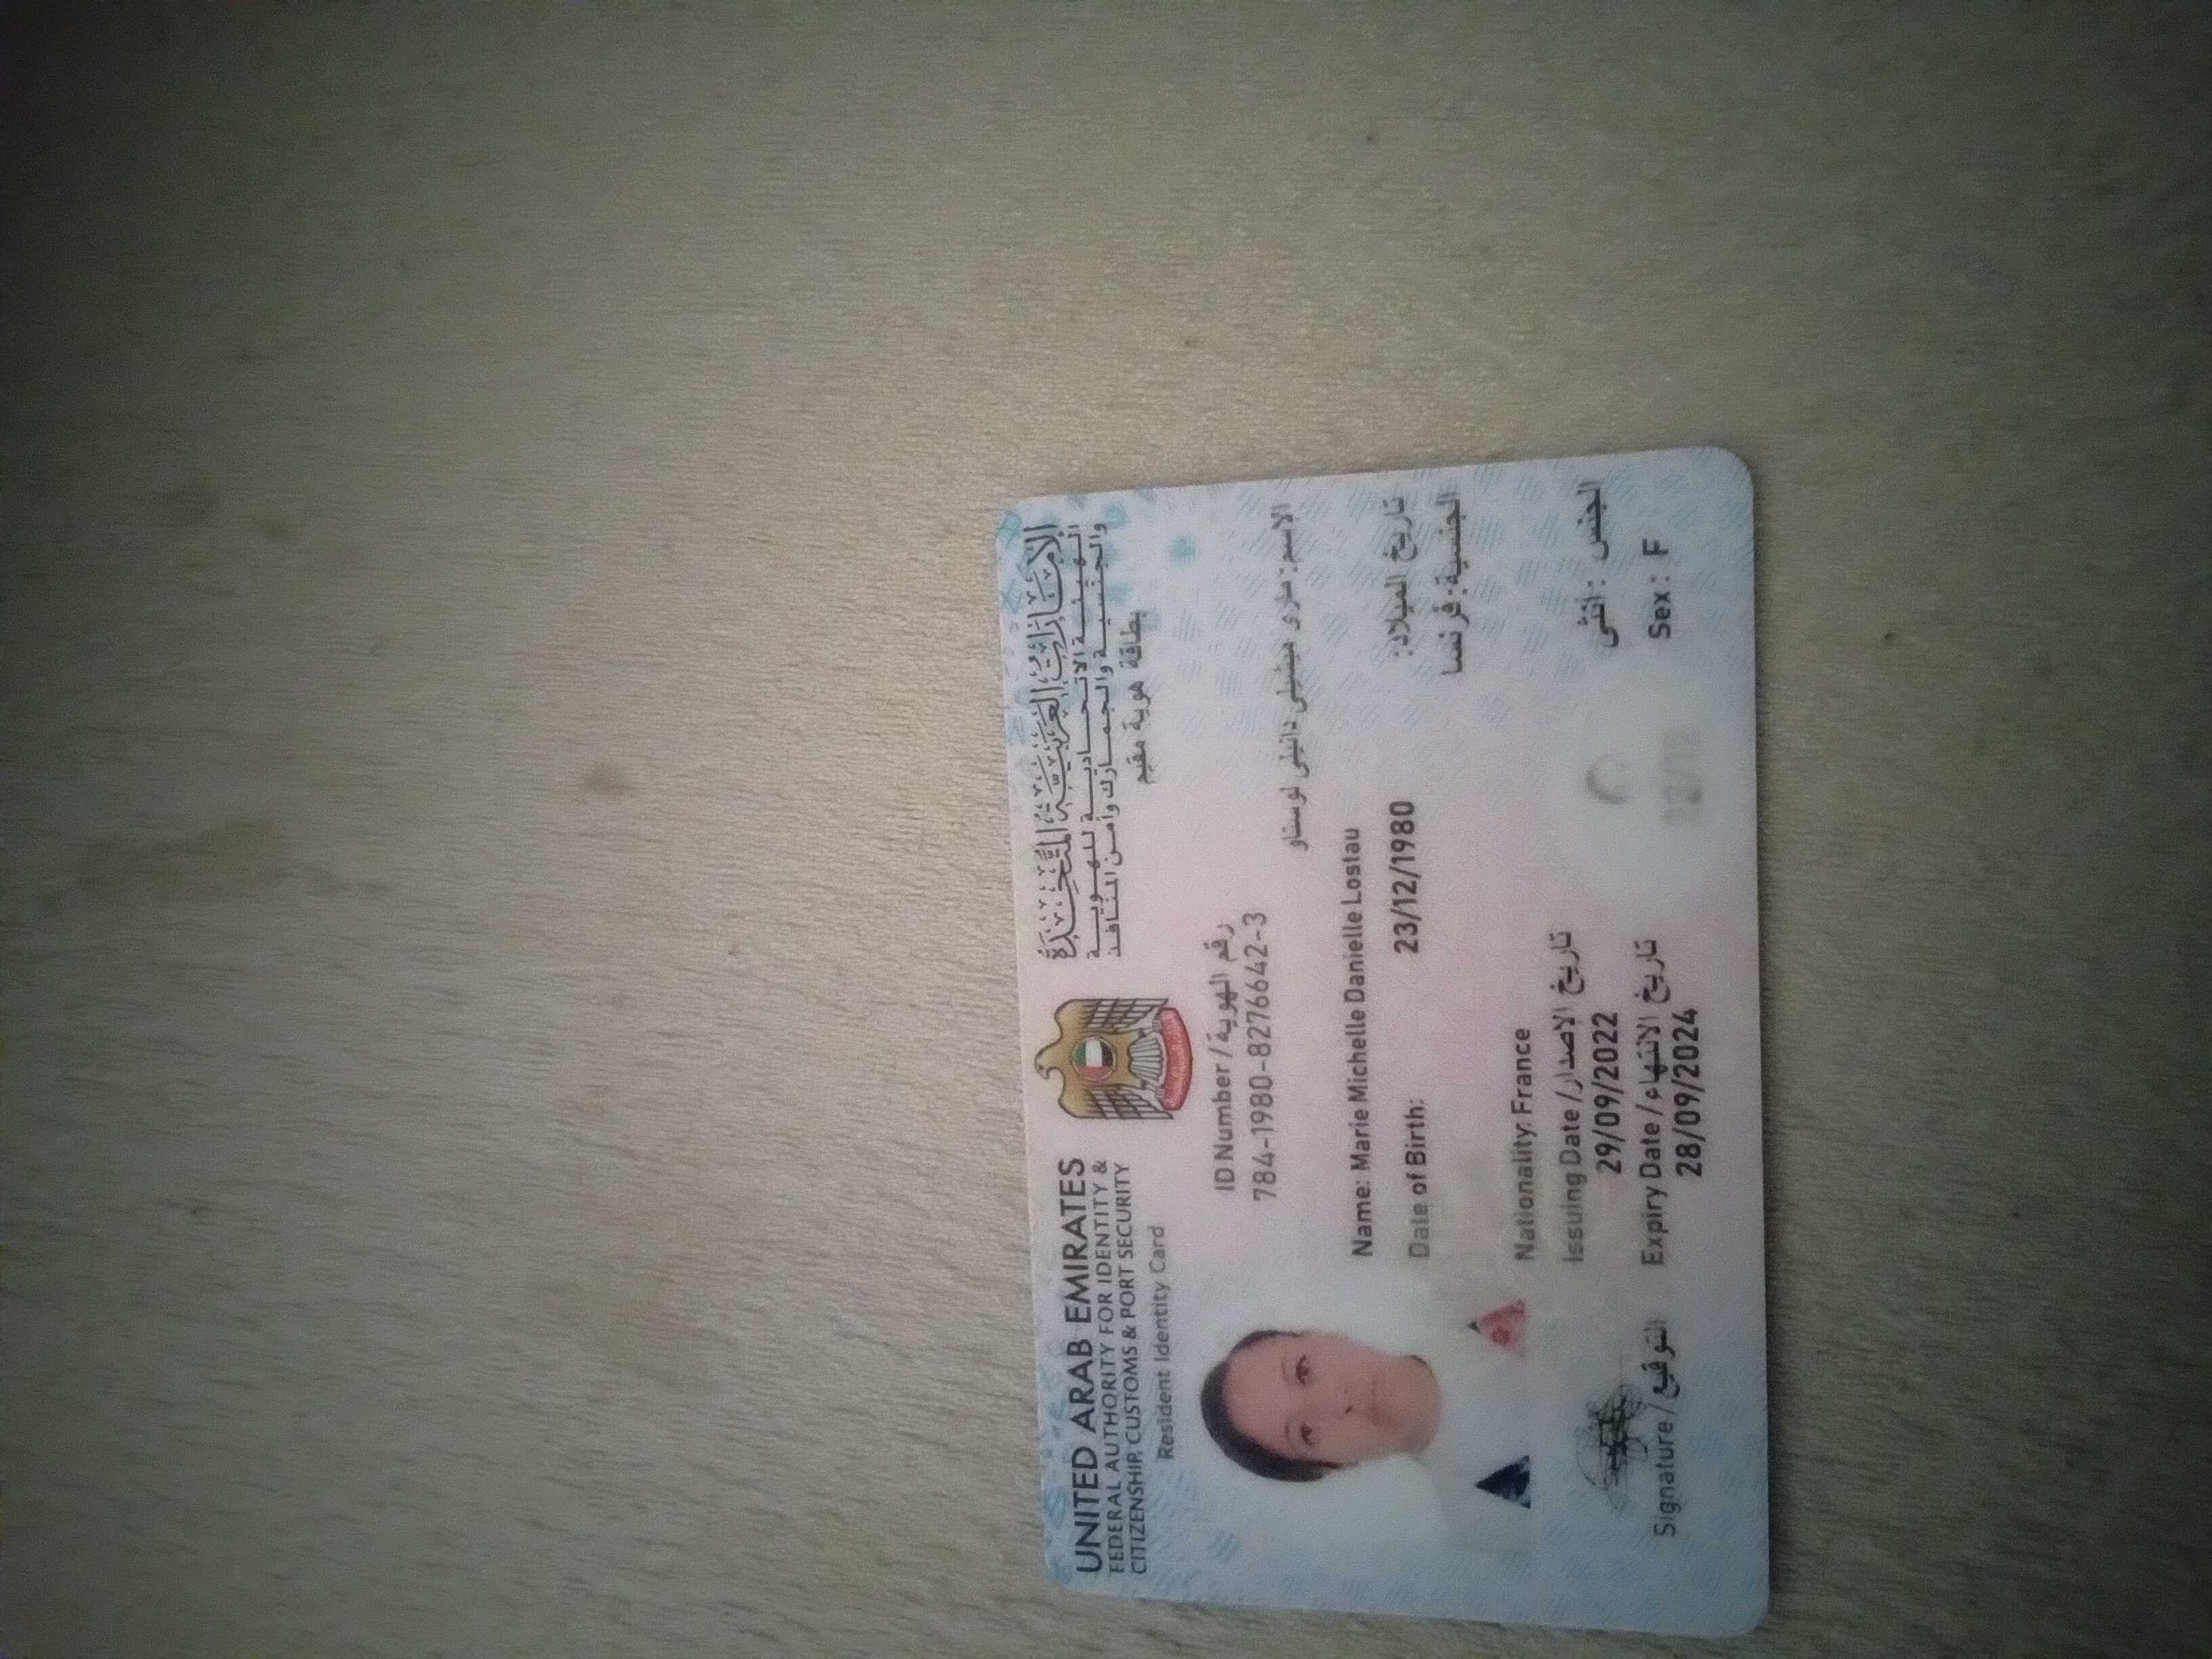 UNITED ARAB EMIRATES
FEDERAL AUTHORITY FOR IDENTITY &
CITIZENSHIP, CUSTOMS & PORT SECURITY
Resident Identity Card
الإمارات العربية المتحدة
الهيئة الاتحادية للهوية
والجنسية والجمارك وأمن المنافذ
بطاقة هوية مقيم
ID Number / رقم الهوية
784-1980-8276642-3
الاسم: ماري ميشيلي دانيلي لوستاو
Name: Marie Michelle Danielle Lostau
Date of Birth: 23/12/1980 تاريخ الميلاد:
الجنسية: فرنسا
Nationality: France
Issuing Date / تاريخ الإصدار
29/09/2022
Expiry Date / تاريخ الانتهاء
28/09/2024
الجنس : أنثى
Sex: F
Signature / التوقيع